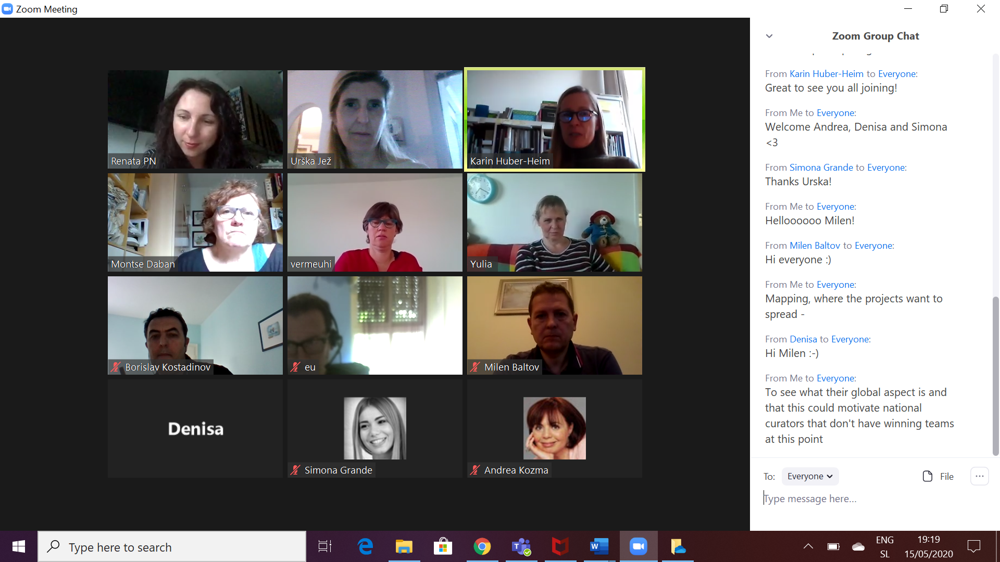 Zoom Meeting
Renata PN
Urška Jež
Karin Huber-Heim
Montse Daban
vermeuhi
Yulia
Borislav Kostadinov
eu
Milen Baltov
Denisa
Simona Grande
Andrea Kozma
Zoom Group Chat
From Karin Huber-Heim to Everyone:
Great to see you all joining!
From Me to Everyone:
Welcome Andrea, Denisa and Simona
<3
From Simona Grande to Everyone:
Thanks Urska!
From Me to Everyone:
Helloooooo Milen!
From Milen Baltov to Everyone:
Hi everyone :)
From Me to Everyone:
Mapping, where the projects want to
spread -
From Denisa to Everyone:
Hi Milen :-)
From Me to Everyone:
To see what their global aspect is and
that this could motivate national
curators that don't have winning teams
at this point
To: Everyone
File
Type message here...
Type here to search
ENG
SL
19:19
15/05/2020